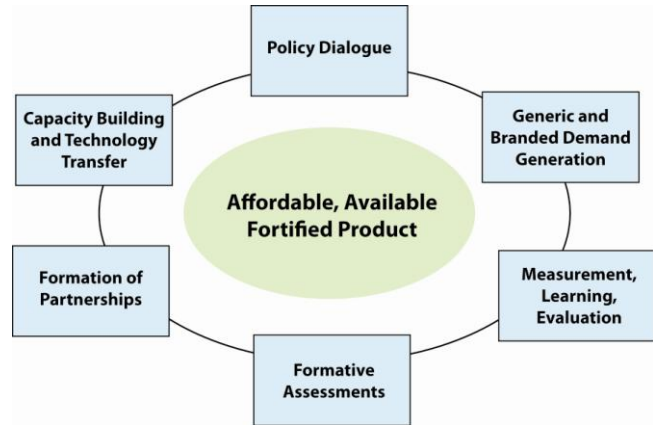 Policy Dialogue
Capacity Building
and Technology
Transfer
Generic and
Branded Demand
Generation
Affordable, Available
Fortified Product
Formation of
Partnerships
Measurement,
Learning,
Evaluation
Formative
Assessments